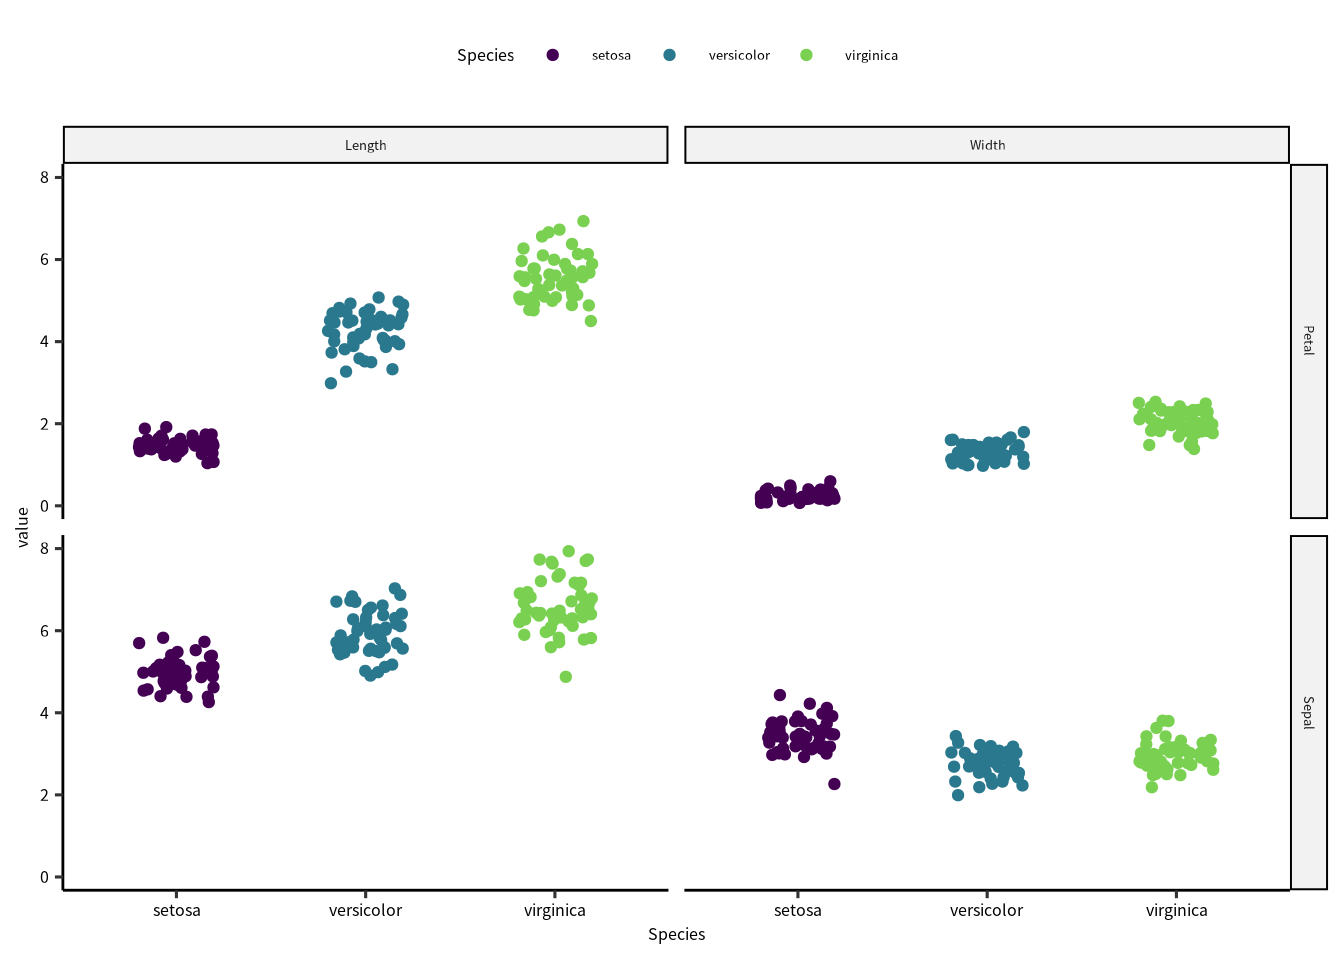 Species setosa versicolor virginica
Length Width
8
6
4
2
0
Petal
value
8
6
4
2
0
Sepal
setosa versicolor virginica setosa versicolor virginica
Species